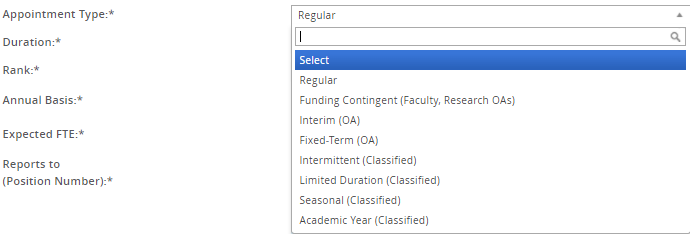 Appointment Type:*
Regular
Duration:*
Rank:*
Annual Basis:*
Expected FTE:*
Reports to
(Position Number):*
Select
Regular
Funding Contingent (Faculty, Research OAs)
Interim (OA)
Fixed-Term (OA)
Intermittent (Classified)
Limited Duration (Classified)
Seasonal (Classified)
Academic Year (Classified)